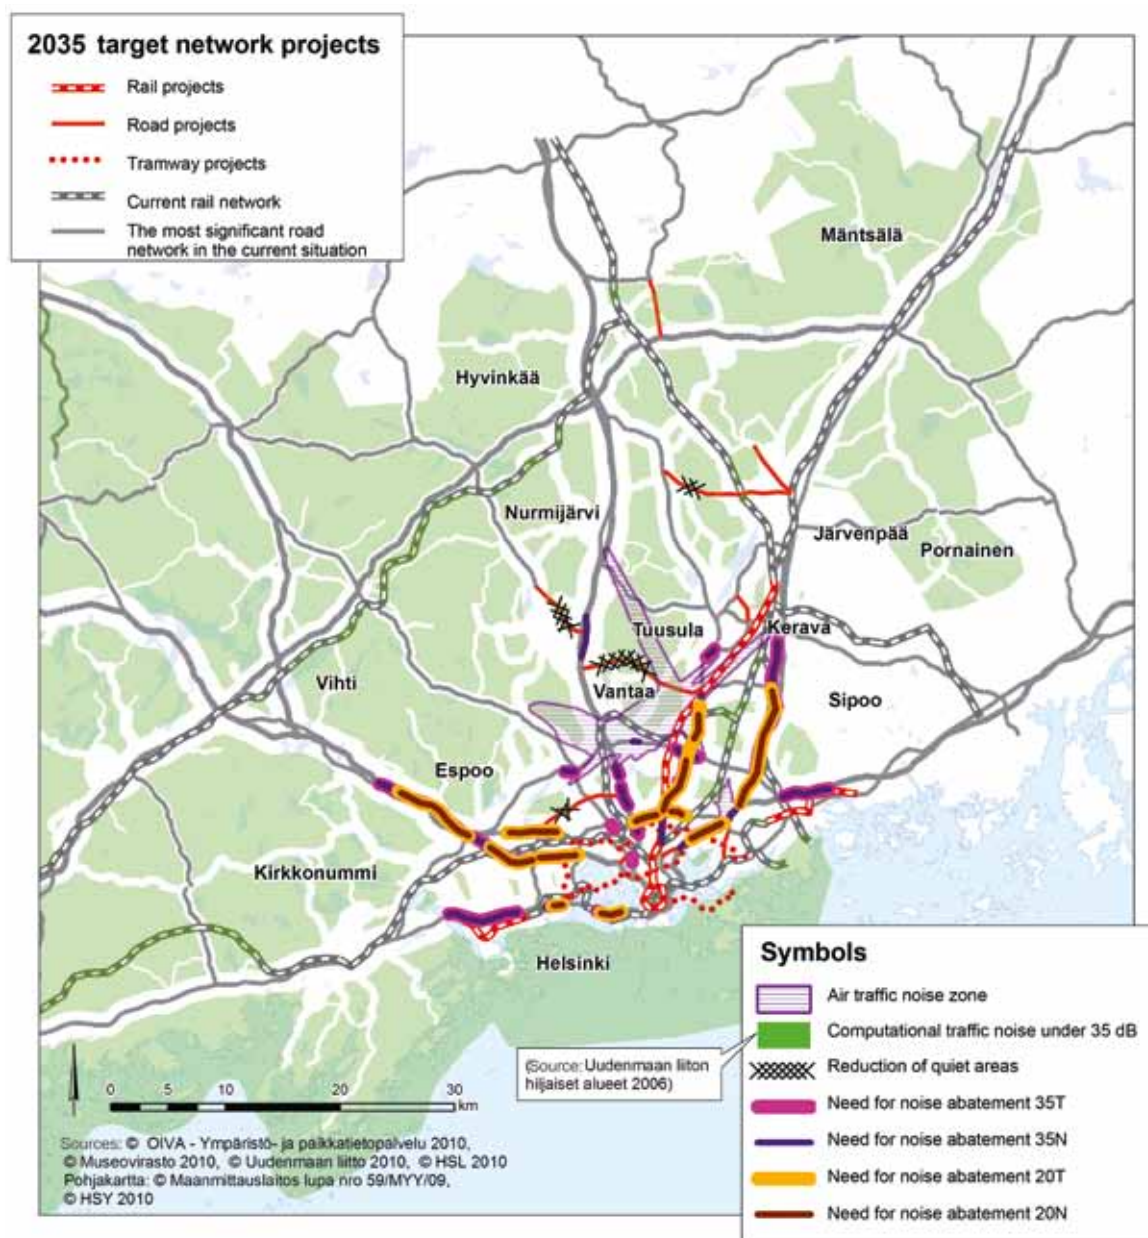 2035 target network projects
Rail projects
Road projects
Tramway projects
Current rail network
The most significant road
network in the current situation
Mäntsälä
Hyvinkää
Nurmijärvi
Järvenpää
Pornainen
Tuusula
Kerava
Vihti
Vantaa
Sipoo
Espoo
Kirkkonummi
Helsinki
Symbols
Air traffic noise zone
Computational traffic noise under 35 dB
(Source: Uudenmaan liiton
hiljaiset alueet 2006)
Reduction of quiet areas
Need for noise abatement 35T
Need for noise abatement 35N
Need for noise abatement 20T
Need for noise abatement 20N
0 5 10 20 30
km
Sources: © OIVA - Ympäristö- ja paikkatietopalvelu 2010,
© Museovirasto 2010, © Uudenmaan liitto 2010, © HSL 2010
Pohjakartta: © Maanmittauslaitos lupa nro 59/MYY/09,
© HSY 2010